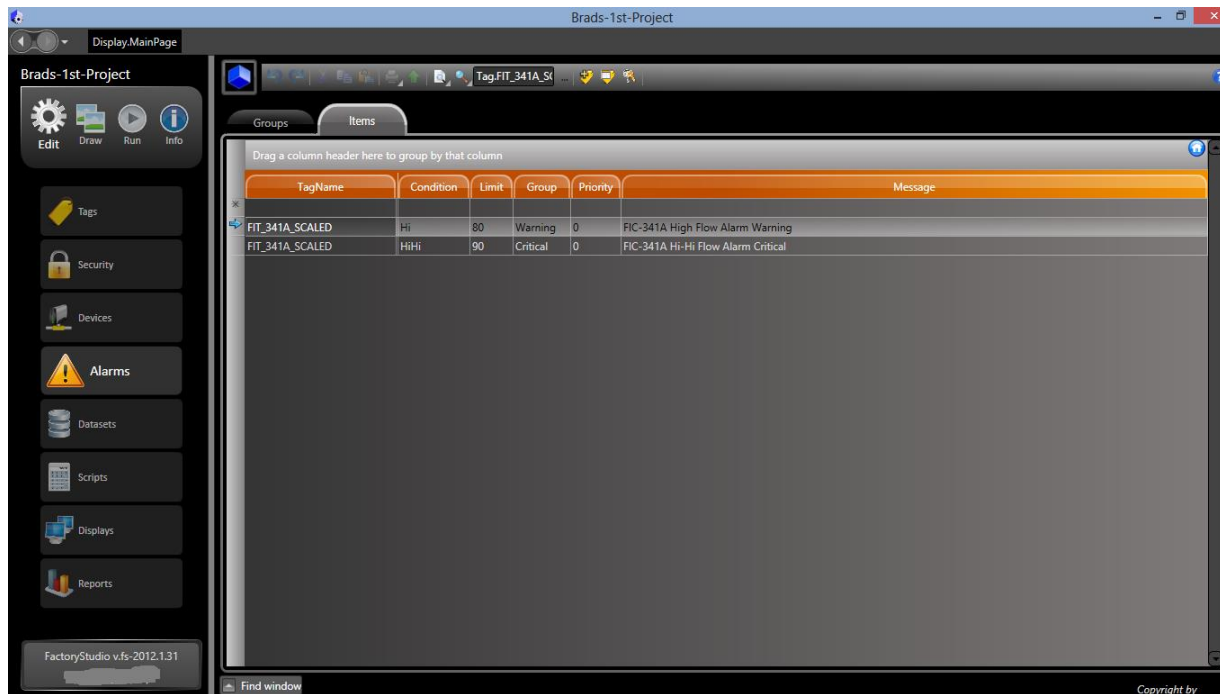 Brads-1st-Project
Display.MainPage
Brads-1st-Project
Edit Draw Run Info
Tag.FIT_341A_S( ...
Groups Items
Drag a column header here to group by that column
TagName Condition Limit Group Priority Message
FIT_341A_SCALED Hi 80 Warning 0 FIC-341A High Flow Alarm Warning
FIT_341A_SCALED HiHi 90 Critical 0 FIC-341A Hi-Hi Flow Alarm Critical
Tags
Security
Devices
Alarms
Datasets
Scripts
Displays
Reports
FactoryStudio v.fs-2012.1.31
Find window
Copyright by